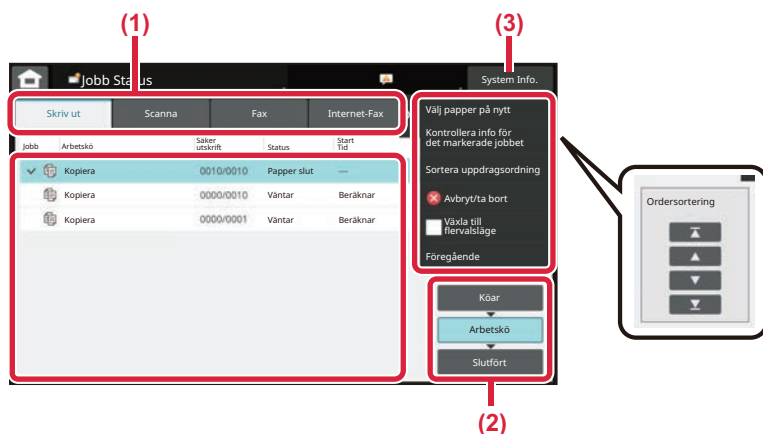 (1)
(3)
Jobb Status
System Info.
Skriv ut
Scanna
Fax
Internet-Fax
Jobb
Arbetskö
Säker
utskrift
Status
Start
Tid
Kopiera
0010/0010
Papper slut
—
Kopiera
0000/0010
Väntar
Beräknar
Kopiera
0000/0001
Väntar
Beräknar
Välj papper på nytt
Kontrollera info för
det markerade jobbet
Sortera uppdragsordning
Avbryt/ta bort
Växla till
flervalsläge
Föregående
Köar
Arbetskö
Slutfört
Ordersortering
(2)